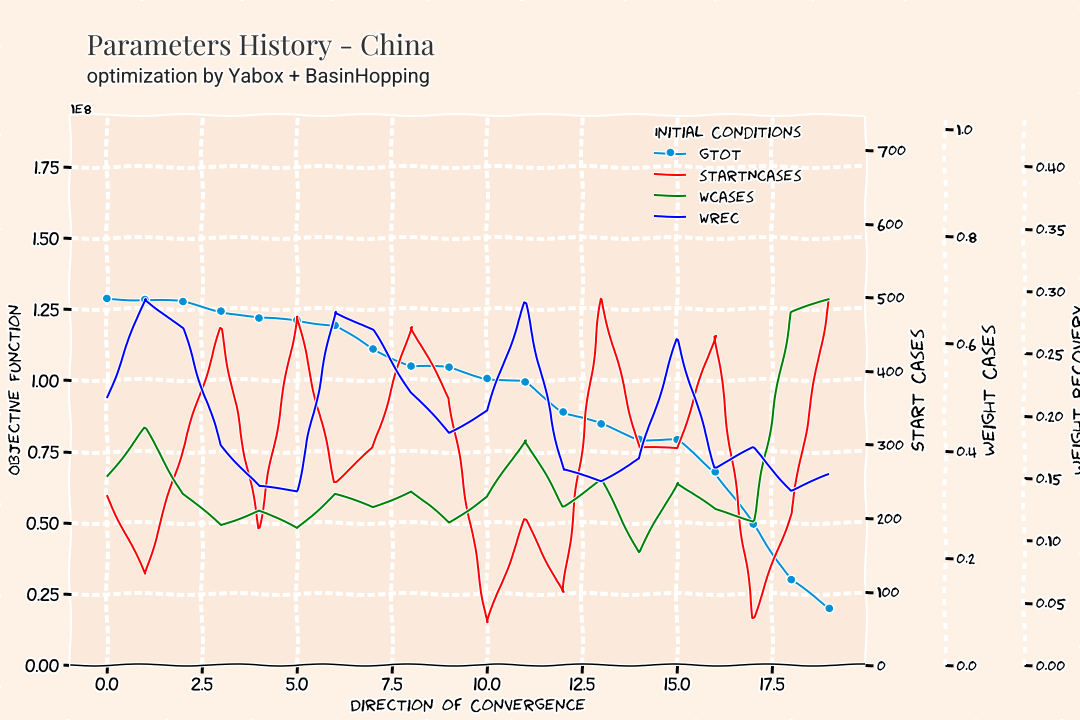 Parameters History - China
optimization by Yabox + BasinHopping
1E8
INITIAL CONDITIONS
GTOT
STARTNCASES
WCASES
WREC
1.75
1.50
1.25
1.00
0.75
0.50
0.25
0.00
OBJECTIVE FUNCTION
0.0 2.5 5.0 7.5 10.0 12.5 15.0 17.5
DIRECTION OF CONVERGENCE
700
600
500
400
300
200
100
0
START CASES
1.0
0.8
0.6
0.4
0.2
0.0
WEIGHT CASES
0.40
0.35
0.30
0.25
0.20
0.15
0.10
0.05
0.00
WEIGHT RECOVERY